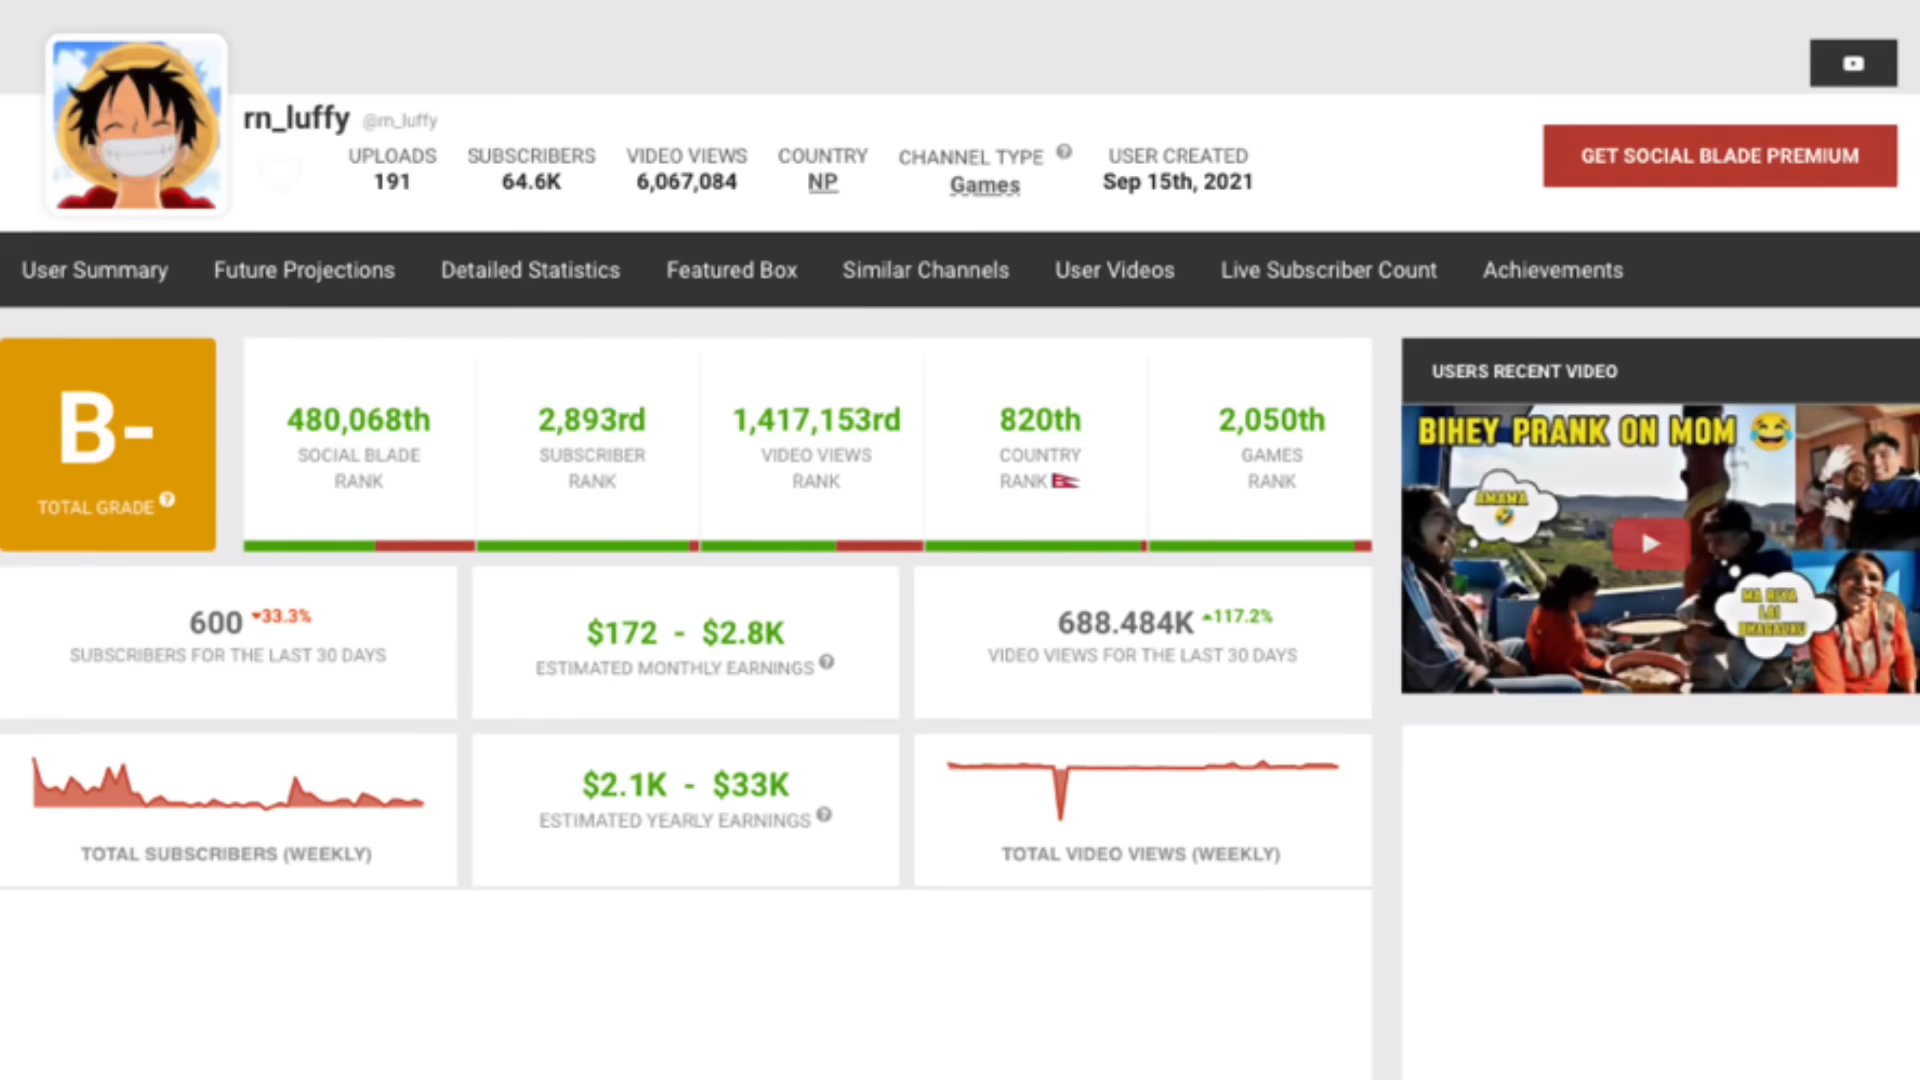 rn_luffy @rn_luffy
UPLOADS
191
SUBSCRIBERS
64.6K
VIDEO VIEWS
6,067,084
COUNTRY
NP
CHANNEL TYPE
Games
USER CREATED
Sep 15th, 2021
GET SOCIAL BLADE PREMIUM
User Summary
Future Projections
Detailed Statistics
Featured Box
Similar Channels
User Videos
Live Subscriber Count
Achievements
B-
TOTAL GRADE
480,068th
SOCIAL BLADE
RANK
2,893rd
SUBSCRIBER
RANK
1,417,153rd
VIDEO VIEWS
RANK
820th
COUNTRY
RANK
2,050th
GAMES
RANK
USERS RECENT VIDEO
BIHEY PRANK ON MOM
AMAMA
MA BIYA
LAI
BHAGAUKU
600 33.3%
SUBSCRIBERS FOR THE LAST 30 DAYS
$172 - $2.8K
ESTIMATED MONTHLY EARNINGS
688.484K 117.2%
VIDEO VIEWS FOR THE LAST 30 DAYS
TOTAL SUBSCRIBERS (WEEKLY)
$2.1K - $33K
ESTIMATED YEARLY EARNINGS
TOTAL VIDEO VIEWS (WEEKLY)